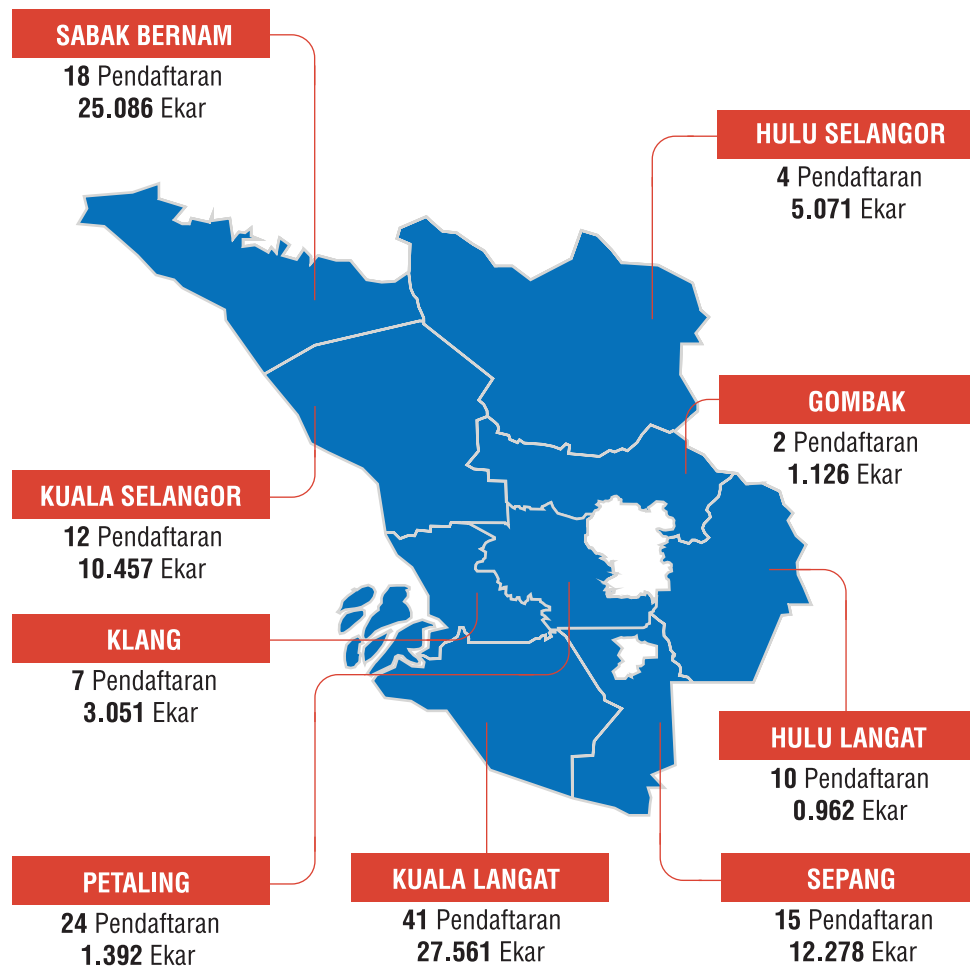 SABAK BERNAM
18 Pendaftaran
25.086 Ekar
HULU SELANGOR
4 Pendaftaran
5.071 Ekar
GOMBAK
2 Pendaftaran
1.126 Ekar
KUALA SELANGOR
12 Pendaftaran
10.457 Ekar
KLANG
7 Pendaftaran
3.051 Ekar
HULU LANGAT
10 Pendaftaran
0.962 Ekar
PETALING
24 Pendaftaran
1.392 Ekar
KUALA LANGAT
41 Pendaftaran
27.561 Ekar
SEPANG
15 Pendaftaran
12.278 Ekar